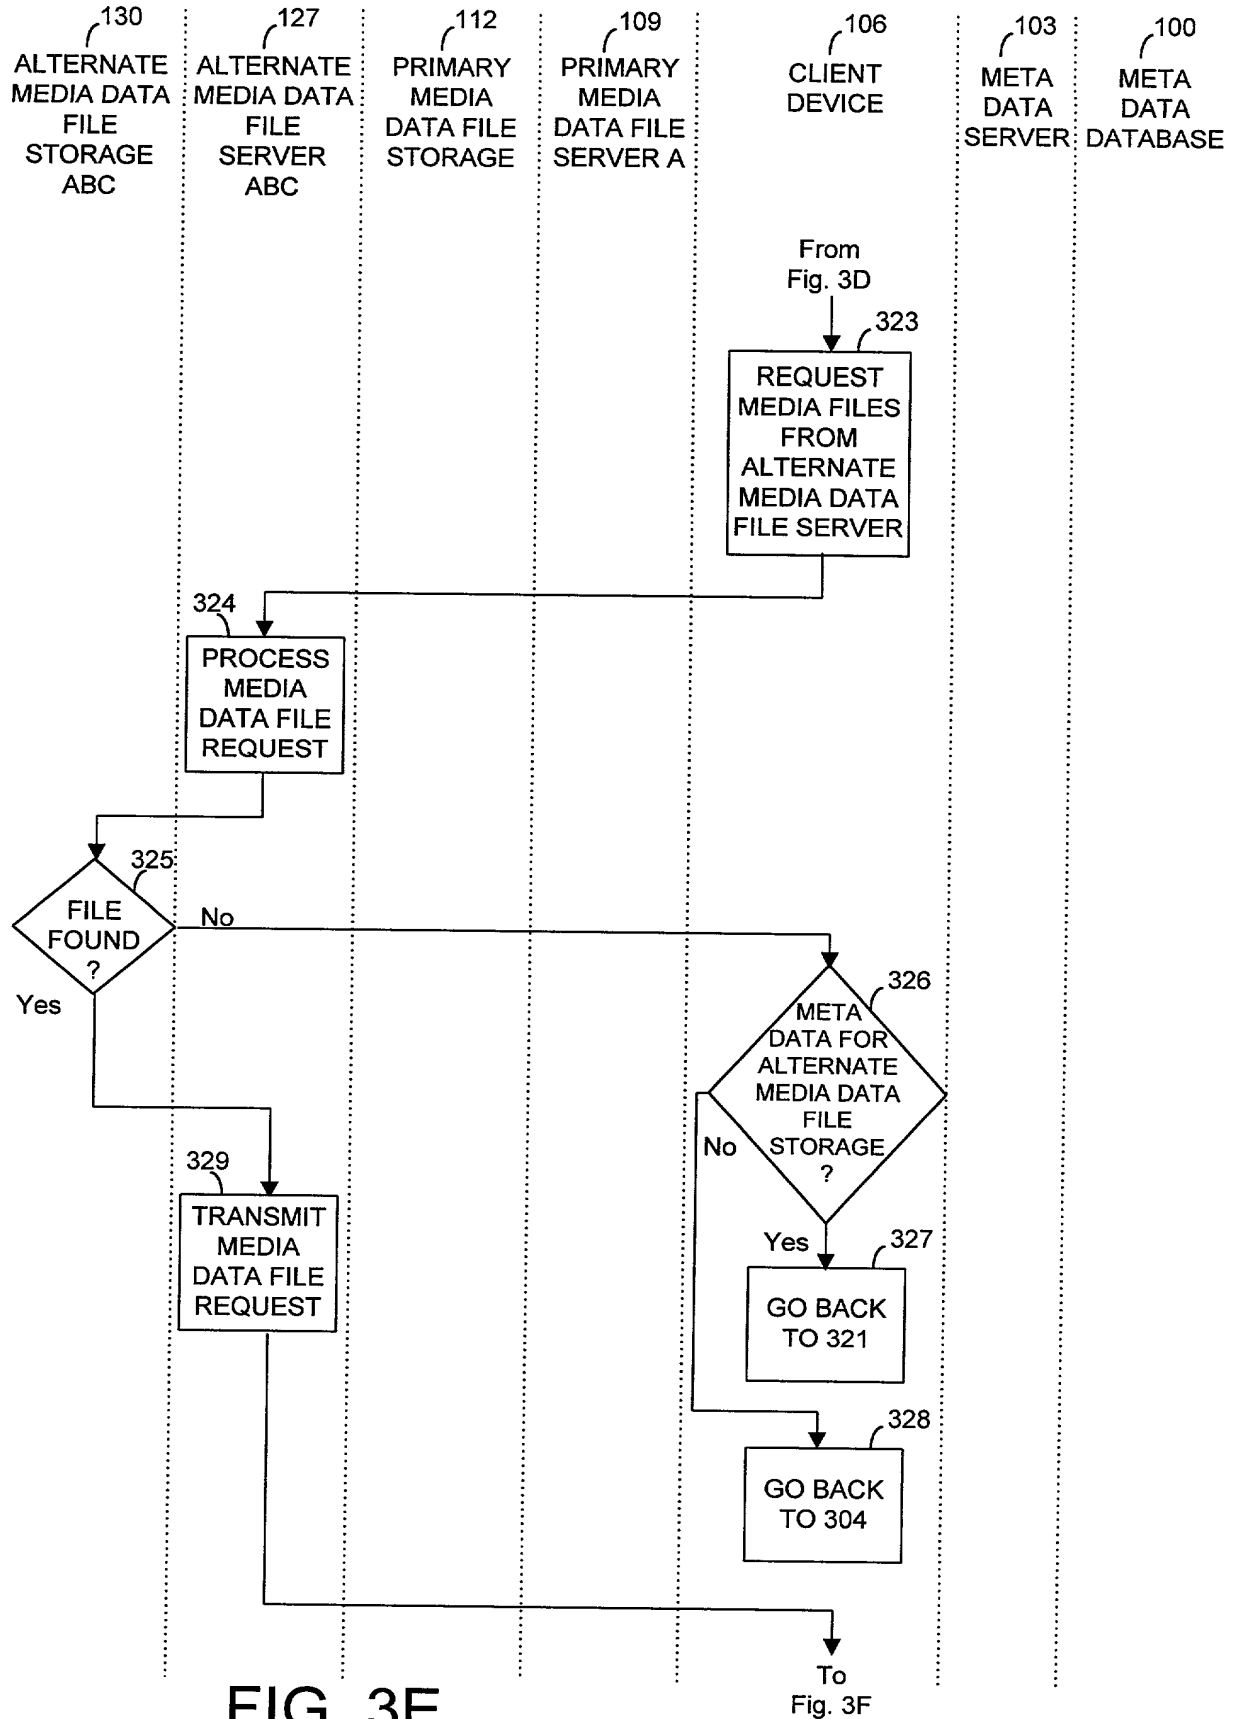 130
ALTERNATE
MEDIA DATA
FILE
STORAGE
ABC
127
ALTERNATE
MEDIA DATA
FILE
SERVER
ABC
112
PRIMARY
MEDIA
DATA FILE
STORAGE
109
PRIMARY
MEDIA
DATA FILE
SERVER A
106
CLIENT
DEVICE
103
META
DATA
SERVER
100
META
DATA
DATABASE
From
Fig. 3D
323
REQUEST
MEDIA FILES
FROM
ALTERNATE
MEDIA DATA
FILE SERVER
324
PROCESS
MEDIA
DATA FILE
REQUEST
325
FILE
FOUND
?
No
Yes
326
META
DATA FOR
ALTERNATE
MEDIA DATA
FILE
STORAGE
?
No
Yes
327
GO BACK
TO 321
328
GO BACK
TO 304
329
TRANSMIT
MEDIA
DATA FILE
REQUEST
To
Fig. 3F
FIG. 3E